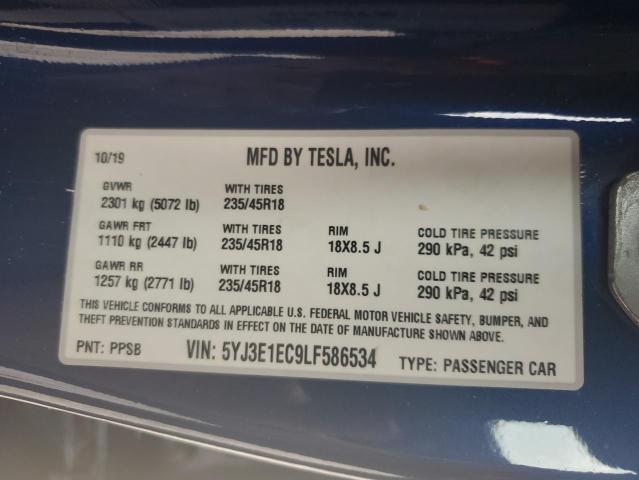 10/19 MFD BY TESLA, INC.
GVWR WITH TIRES
2301 kg (5072 lb) 235/45R18
GAWR FRT WITH TIRES RIM COLD TIRE PRESSURE
1110 kg (2447 lb) 235/45R18 18X8.5 J 290 kPa, 42 psi
GAWR RR WITH TIRES RIM COLD TIRE PRESSURE
1257 kg (2771 lb) 235/45R18 18X8.5 J 290 kPa, 42 psi
THIS VEHICLE CONFORMS TO ALL APPLICABLE U.S. FEDERAL MOTOR VEHICLE SAFETY, BUMPER, AND
THEFT PREVENTION STANDARDS IN EFFECT ON THE DATE OF MANUFACTURE SHOWN ABOVE.
PNT: PPSB VIN: 5YJ3E1EC9LF586534 TYPE: PASSENGER CAR